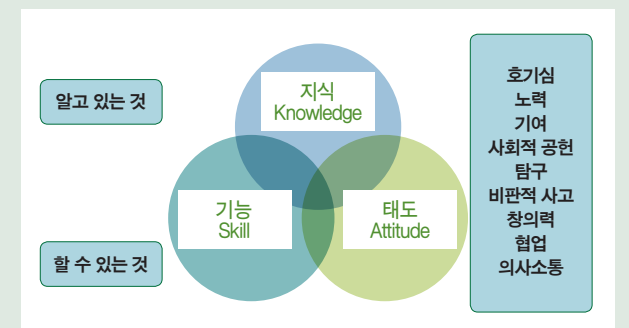 알고 있는 것
할 수 있는 것
지식
Knowledge
기능
Skill
태도
Attitude
호기심
노력
기여
사회적 공헌
탐구
비판적 사고
창의력
협업
의사소통